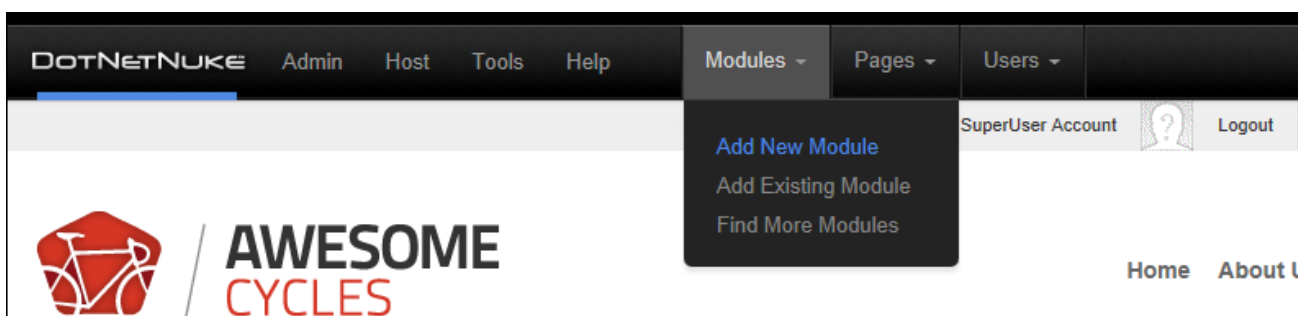 DotNetNuke Admin Host Tools Help Modules Pages Users
SuperUser Account Logout
Add New Module
Add Existing Module
Find More Modules
AWESOME
CYCLES
Home About U